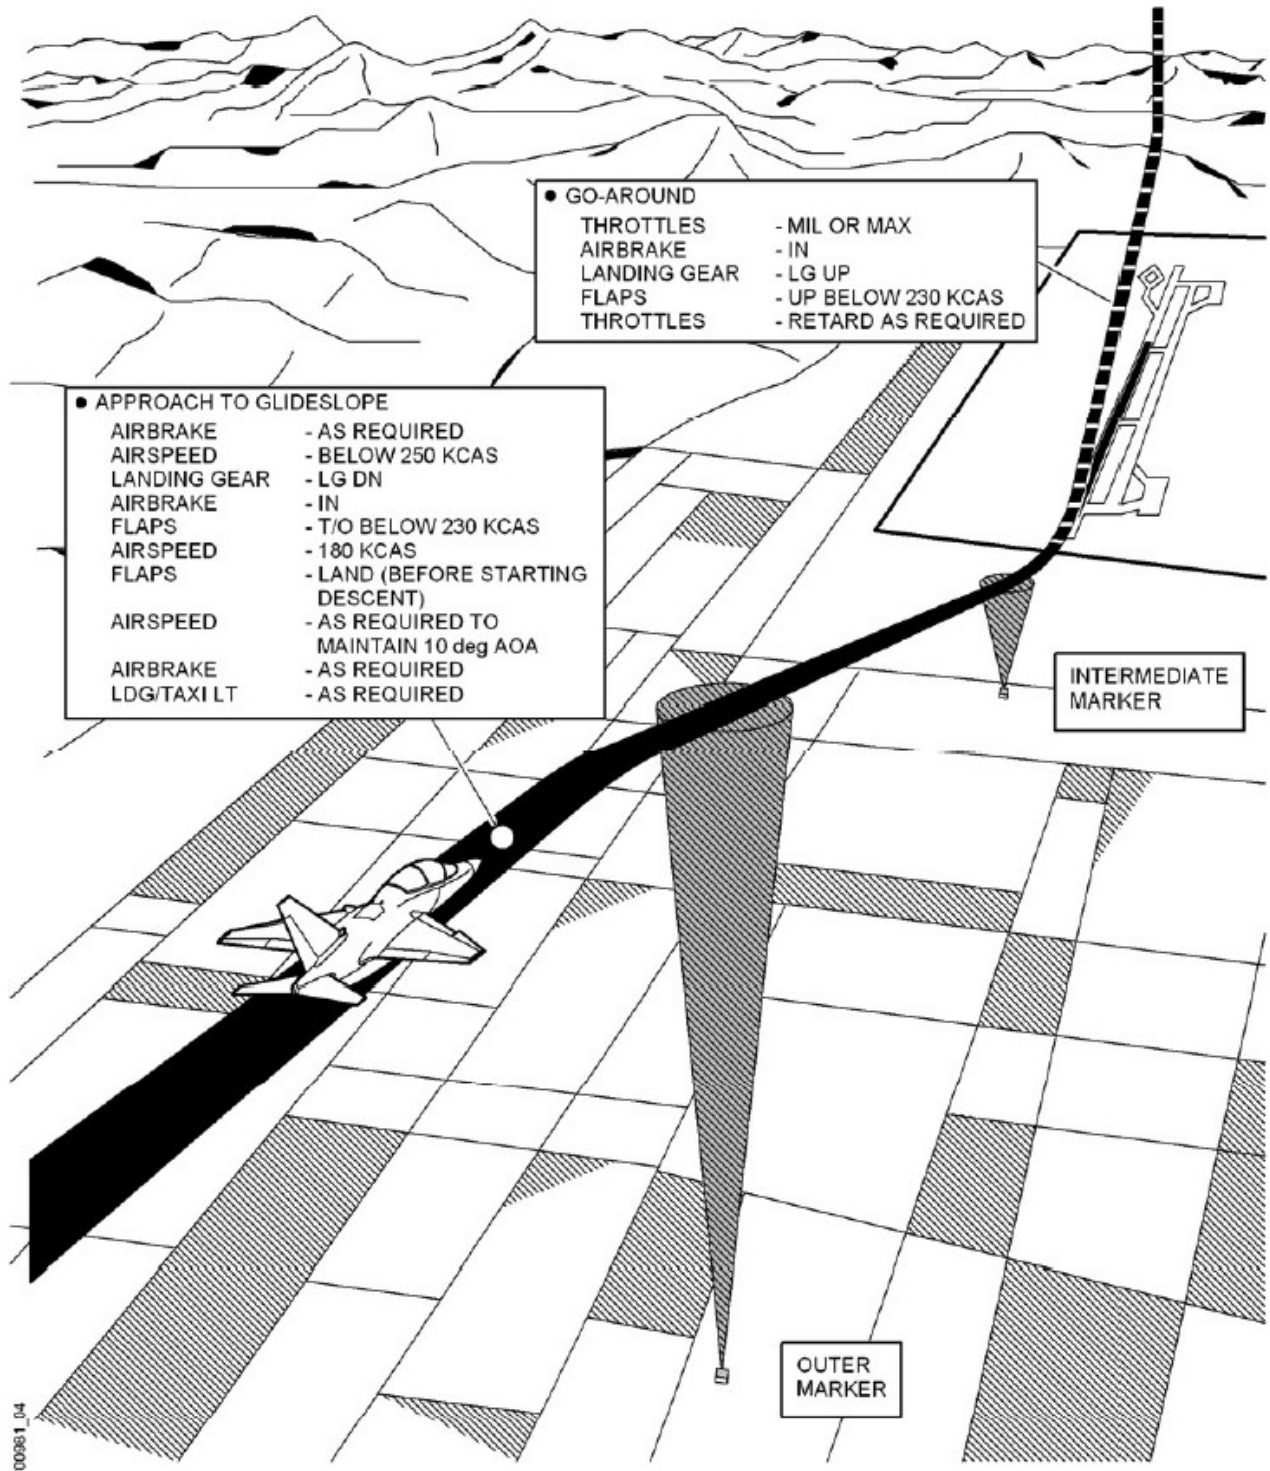 ● GO-AROUND
THROTTLES - MIL OR MAX
AIRBRAKE - IN
LANDING GEAR - LG UP
FLAPS - UP BELOW 230 KCAS
THROTTLES - RETARD AS REQUIRED
● APPROACH TO GLIDESLOPE
AIRBRAKE - AS REQUIRED
AIRSPEED - BELOW 250 KCAS
LANDING GEAR - LG DN
AIRBRAKE - IN
FLAPS - T/O BELOW 230 KCAS
AIRSPEED - 180 KCAS
FLAPS - LAND (BEFORE STARTING
DESCENT)
AIRSPEED - AS REQUIRED TO
MAINTAIN 10 deg AOA
AIRBRAKE - AS REQUIRED
LDG/TAXI LT - AS REQUIRED
INTERMEDIATE
MARKER
OUTER
MARKER
00981_04